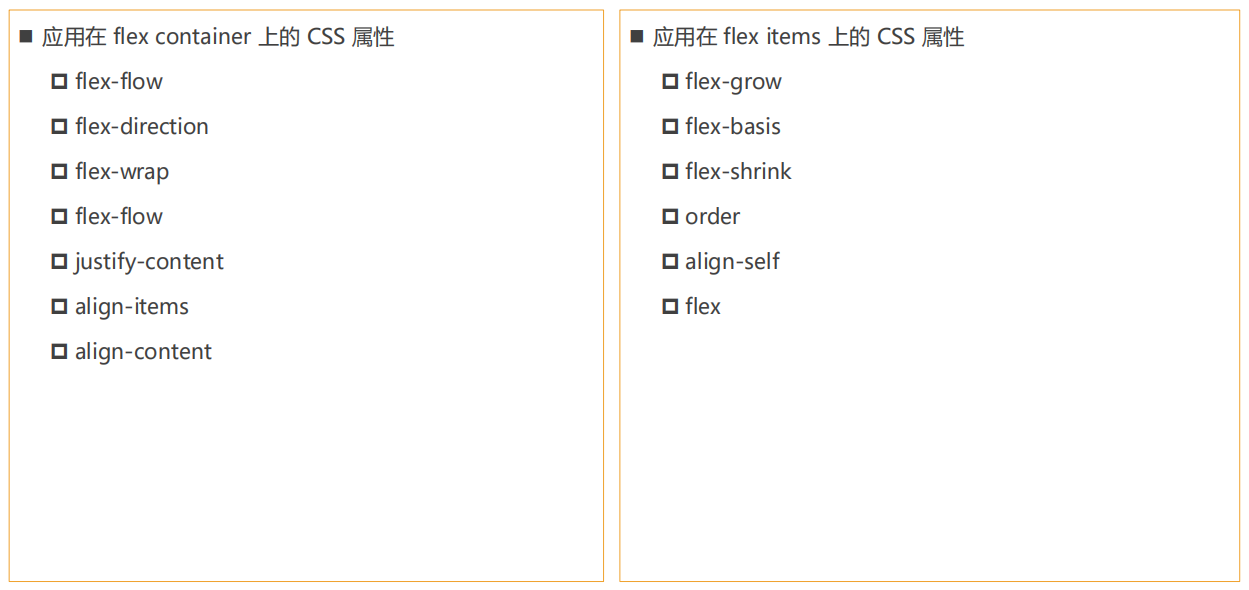 ■ 应用在 flex container 上的 CSS 属性
flex-flow
flex-direction
flex-wrap
flex-flow
justify-content
align-items
align-content
■ 应用在 flex items 上的 CSS 属性
flex-grow
flex-basis
flex-shrink
order
align-self
flex